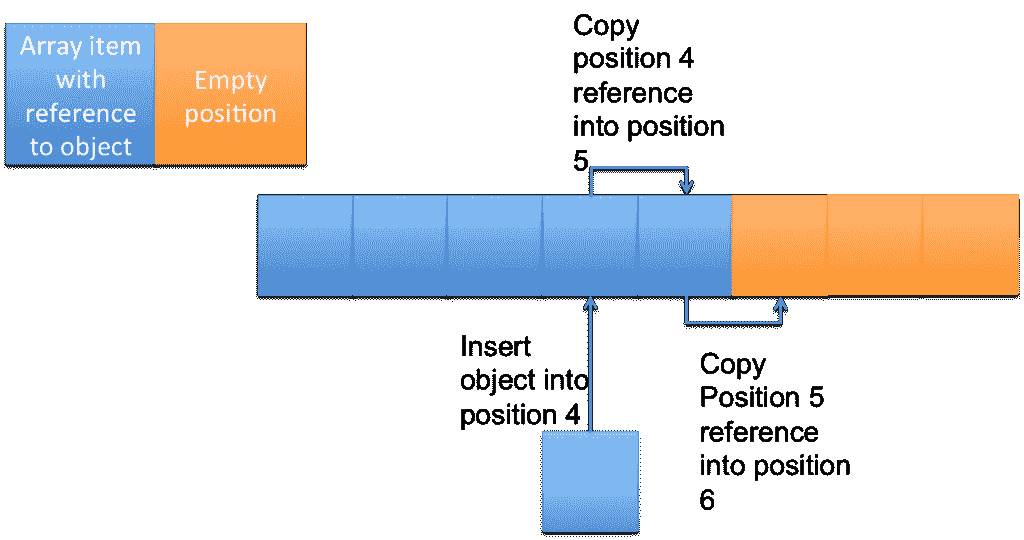 Array item
with
reference
to object
Empty
position
Copy
position 4
reference
into position
5
Insert
object into
position 4
Copy
Position 5
reference
into position
6